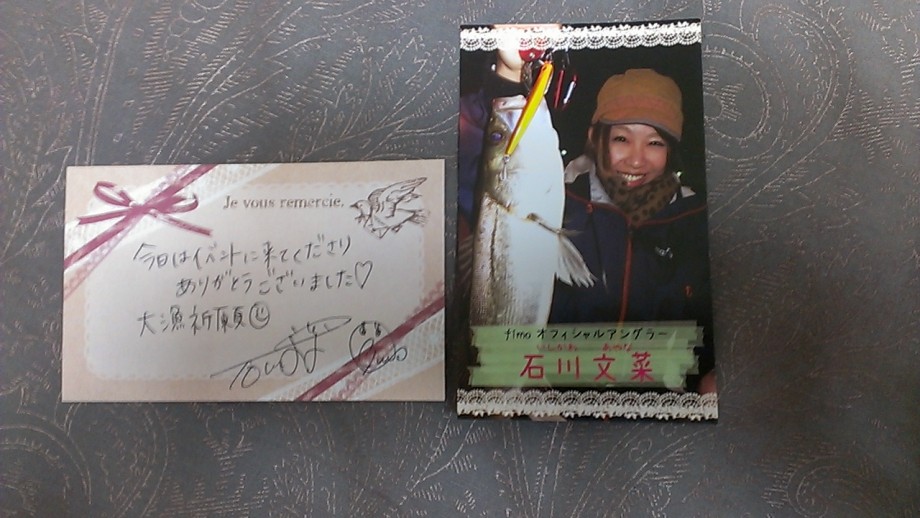 Je vous remercie.
今日はイベントに来てくださり
ありがとうございました♡
大漁祈願
fimo オフィシャルアングラー
いしかわ あやな
石川文菜